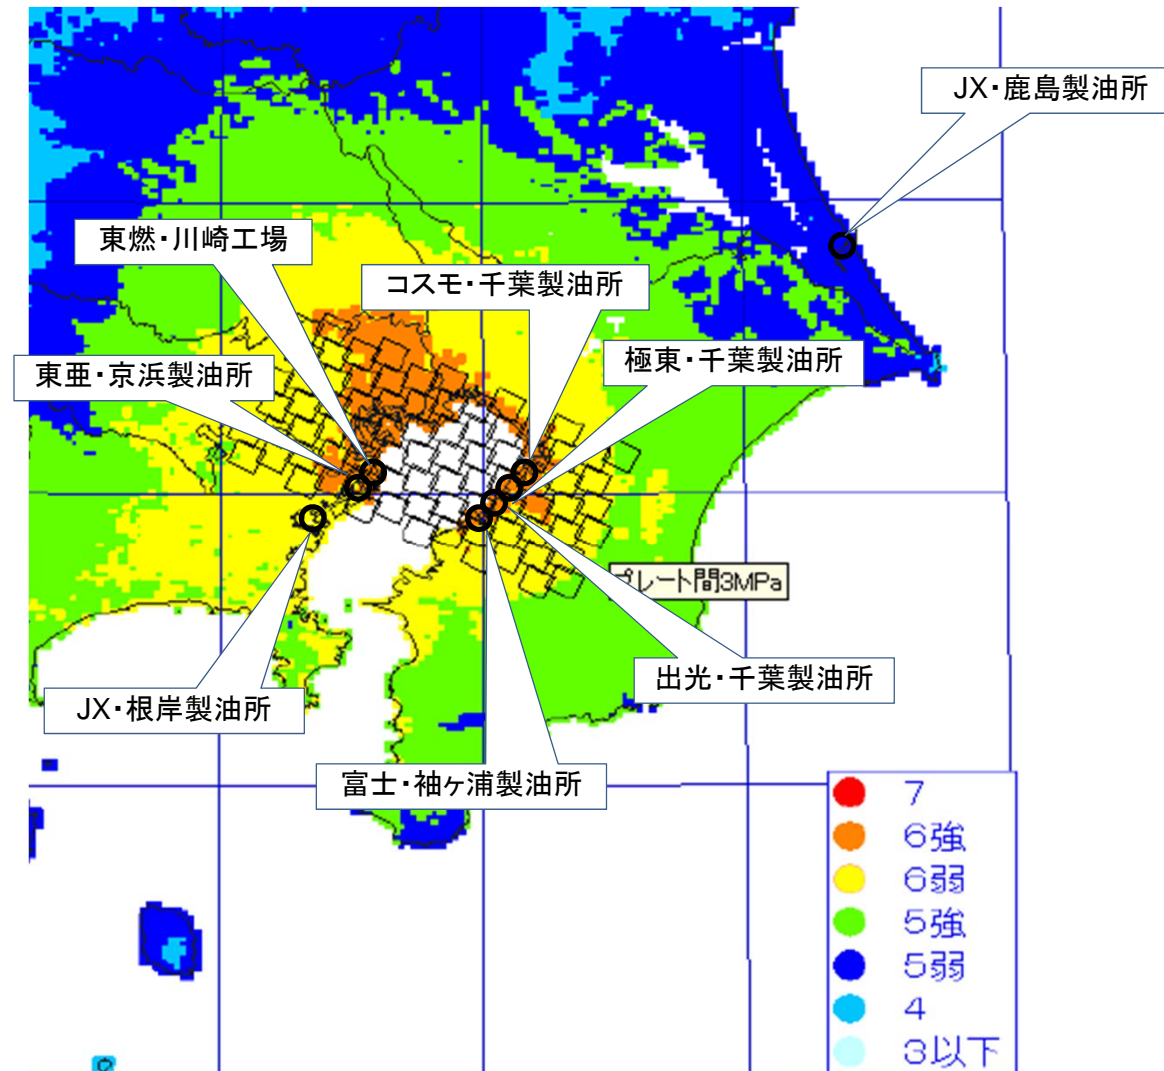 JX・鹿島製油所
東燃・川崎工場
コスモ・千葉製油所
東亜・京浜製油所
極東・千葉製油所
プレート間3MPa
出光・千葉製油所
JX・根岸製油所
富士・袖ヶ浦製油所
7
6強
6弱
5強
5弱
4
3以下